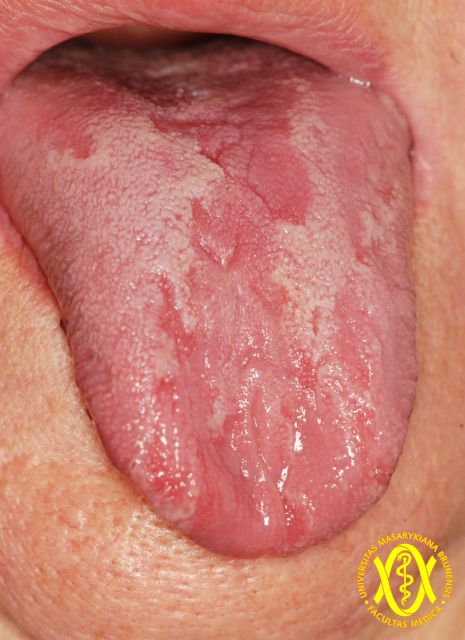 UNIVERSITAS MASARYKIANA BRUNENSIS
• FACULTAS MEDICA •